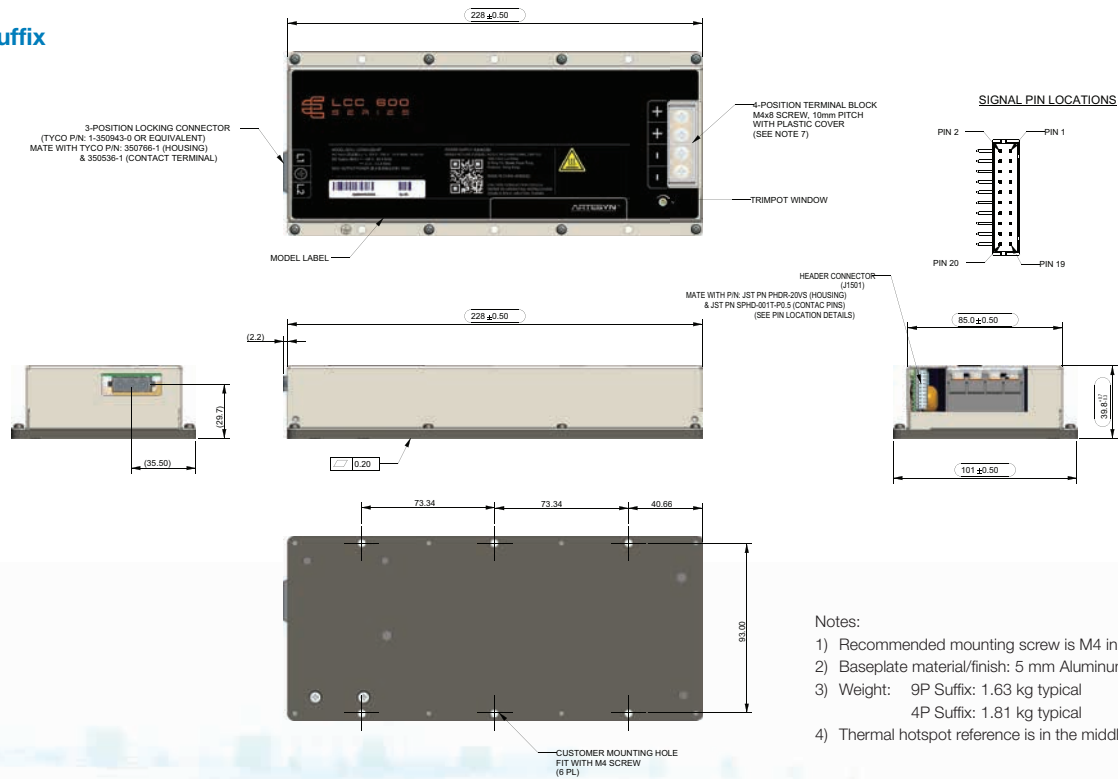 uffix
228 ±0.50
LCC 600
SERIES
3-POSITION LOCKING CONNECTOR
(TYCO P/N: 1-350943-0 OR EQUIVALENT)
MATE WITH TYCO P/N: 350766-1 (HOUSING)
& 350536-1 (CONTACT TERMINAL)
L1
L2
+
+
-
-
4-POSITION TERMINAL BLOCK
M4x8 SCREW, 10mm PITCH
WITH PLASTIC COVER
(SEE NOTE 7)
TRIMPOT WINDOW
ARTESYN
MODEL LABEL
SIGNAL PIN LOCATIONS
PIN 2
PIN 1
PIN 20
PIN 19
HEADER CONNECTOR
(J1501)
MATE WITH P/N: JST PN PHDR-20VS (HOUSING)
& JST PN SPHD-001T-P0.5 (CONTAC PINS)
(SEE PIN LOCATION DETAILS)
228 ±0.50
(2.2)
(29.7)
(35.50)
0.20
85.0±0.50
39.8
101 ±0.50
73.34
73.34
40.66
93.00
CUSTOMER MOUNTING HOLE
FIT WITH M4 SCREW
(6 PL)
Notes:
1) Recommended mounting screw is M4 in
2) Baseplate material/finish: 5 mm Aluminu
3) Weight: 9P Suffix: 1.63 kg typical
4P Suffix: 1.81 kg typical
4) Thermal hotspot reference is in the middl